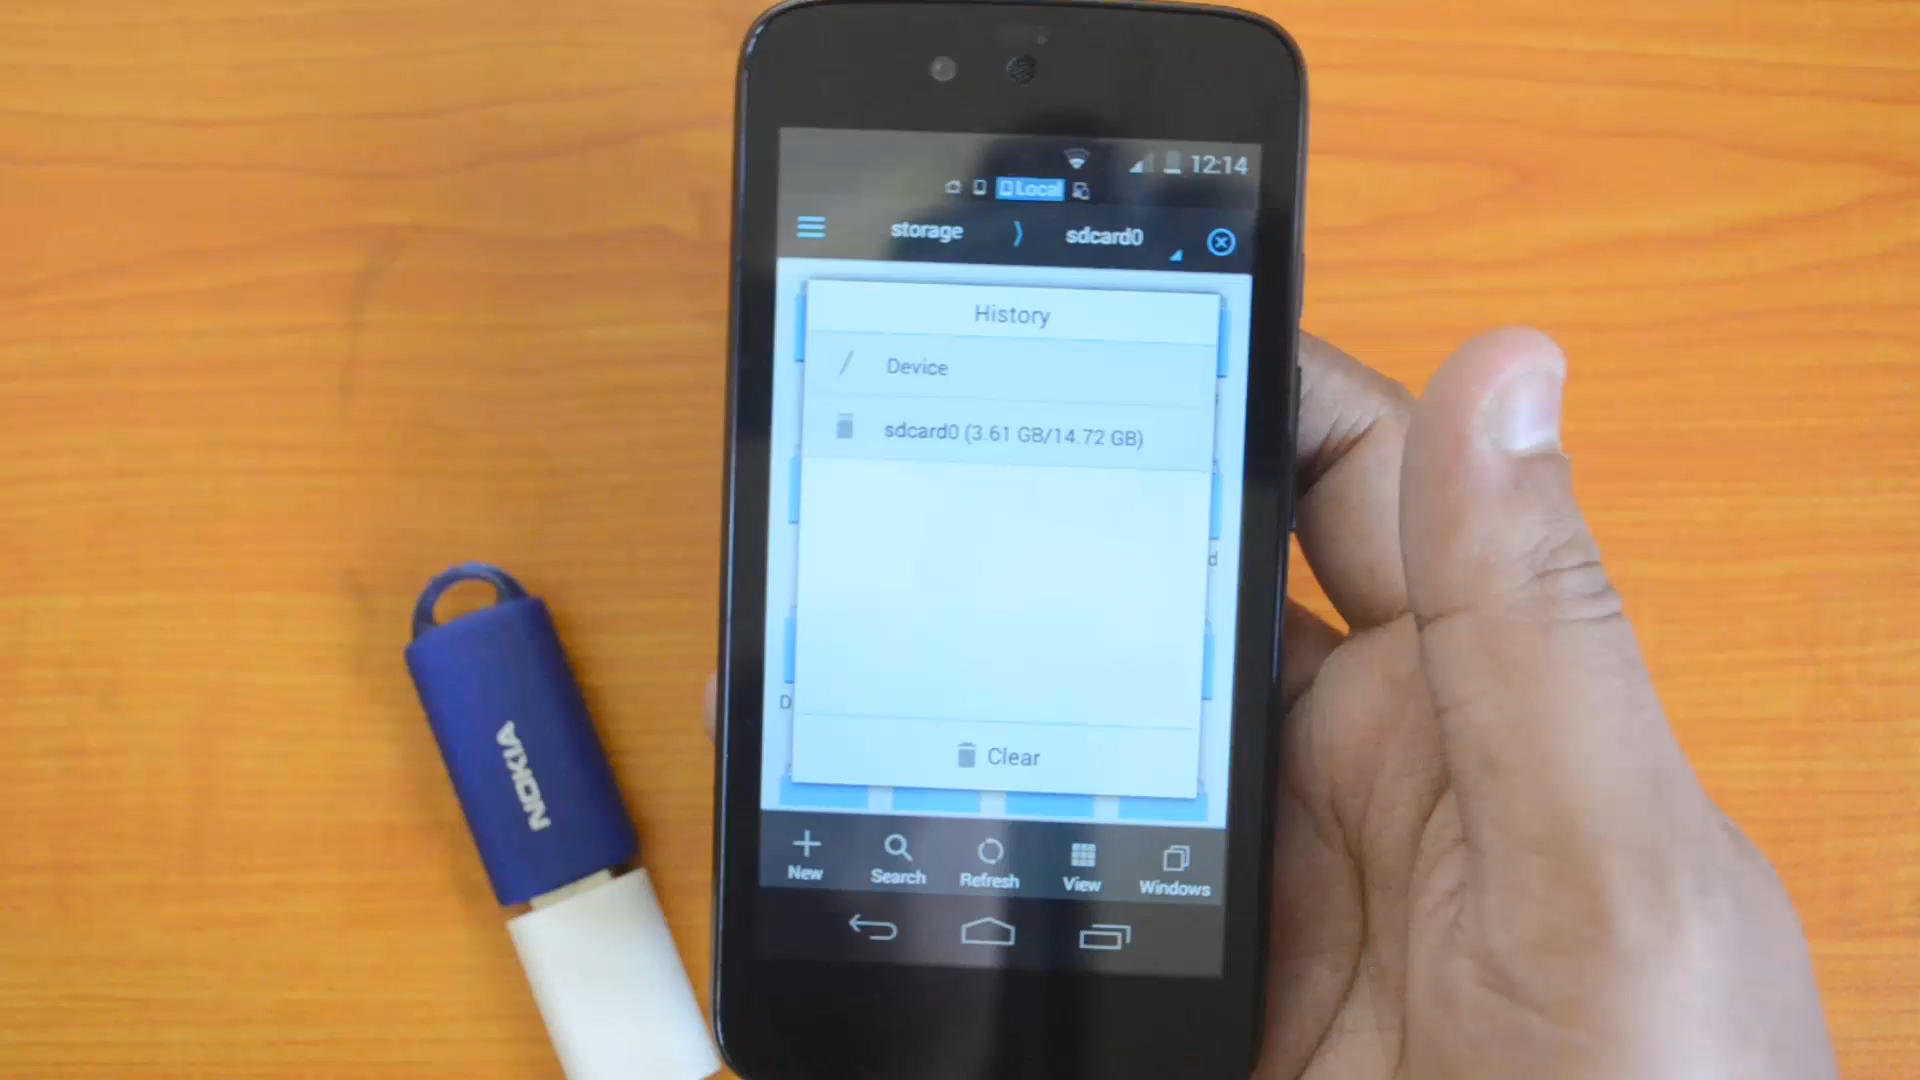 12:14
Local
storage
sdcard0
History
/ Device
sdcard0 (3.61 GB/14.72 GB)
d
D
Clear
New
Search
Refresh
View
Windows
NOKIA